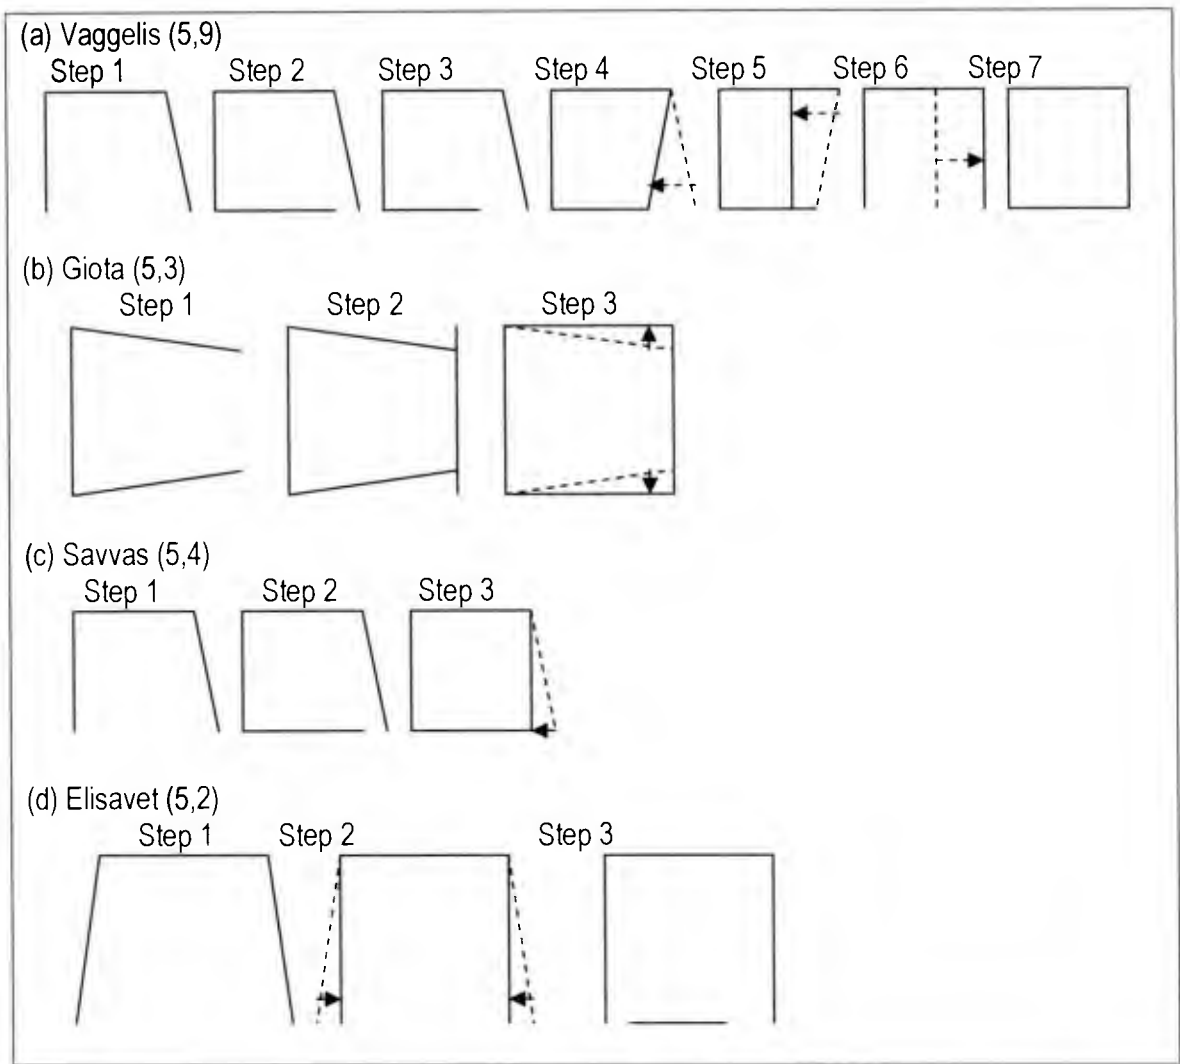 (a) Vaggelis (5,9)
Step 1 Step 2 Step 3 Step 4 Step 5 Step 6 Step 7
(b) Giota (5,3)
Step 1 Step 2 Step 3
(c) Savvas (5,4)
Step 1 Step 2 Step 3
(d) Elisavet (5,2)
Step 1 Step 2 Step 3